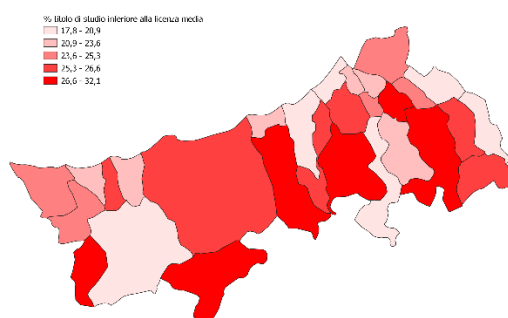 % titolo di studio inferiore alla licenza media
17,8 - 20,9
20,9 - 23,6
23,6 - 25,3
25,3 - 26,6
26,6 - 32,1